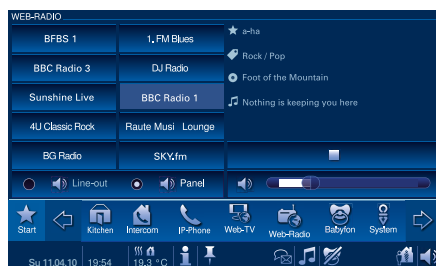 WEB-RADIO
BFBS 1
1. FM Blues
a-ha
Rock / Pop
BBC Radio 3
DJ Radio
Foot of the Mountain
Sunshine Live
BBC Radio 1
Nothing is keeping you here
4U Classic Rock
Raute Musi Lounge
BG Radio
SKY.fm
Line-out
Panel
Start
Kitchen
Intercom
IP-Phone
Web-TV
Web-Radio
Babyfon
System
Su 11.04.10
19:54
19.3 °C